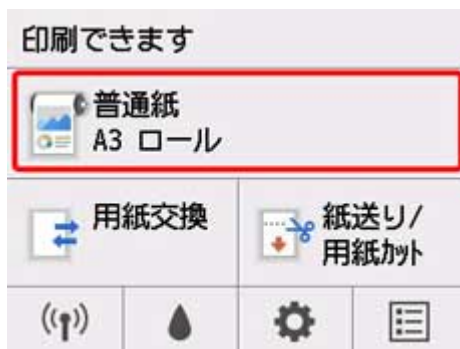 印刷できます
普通紙
A3 ロール
用紙交換
紙送り/
用紙カット